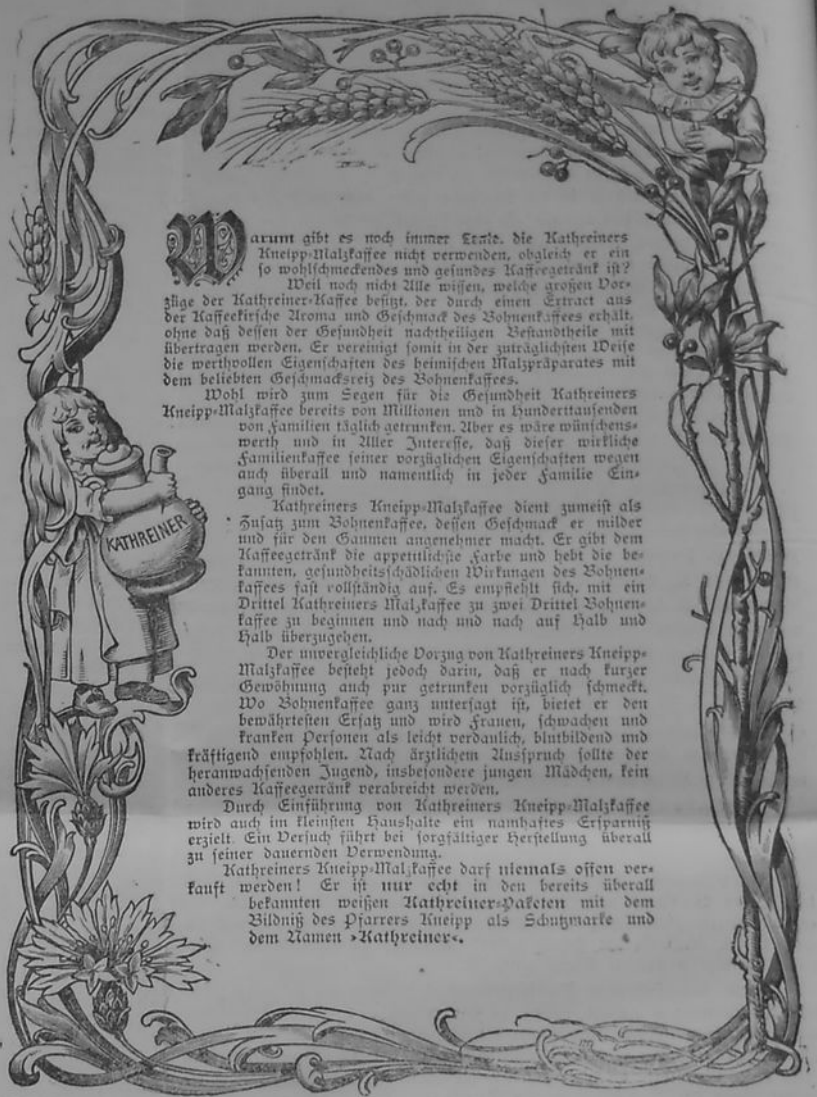 Warum gibt es noch immer Leute, die Kathreiners
Kneipp-Malzkaffee nicht verwenden, obgleich er ein
so wohlschmeckendes und gesundes Kaffeegetränk ist?
Weil noch nicht Alle wissen, welche großen Vor-
züge der Kathreiner-Kaffee besitzt, der durch einen Extract aus
der Kaffeekirsche Aroma und Geschmack des Bohnenkaffees erhält,
ohne daß dessen der Gesundheit nachtheiligen Bestandtheile mit
übertragen werden. Er vereinigt somit in der zuträglichsten Weise
die werthvollen Eigenschaften des heimischen Malzpräparates mit
dem beliebten Geschmacksreiz des Bohnenkaffees.
Wohl wird zum Segen für die Gesundheit Kathreiners
Kneipp-Malzkaffee bereits von Millionen und in Hunderttausenden
von Familien täglich getrunken. Aber es wäre wünschens-
werth und in Aller Interesse, daß dieser wirkliche
Familienkaffee seiner vorzüglichen Eigenschaften wegen
auch überall und namentlich in jeder Familie Ein-
gang findet.
Kathreiners Kneipp-Malzkaffee dient zumeist als
Zusatz zum Bohnenkaffee, dessen Geschmack er milder
und für den Gaumen angenehmer macht. Er gibt dem
Kaffeegetränk die appetitlichste Farbe und hebt die be-
kannten, gesundheitsschädlichen Wirkungen des Bohnen-
kaffees fast vollständig auf. Es empfiehlt sich, mit ein
Drittel Kathreiners Malzkaffee zu zwei Drittel Bohnen-
kaffee zu beginnen und nach und nach auf Halb und
Halb überzugehen.
KATHREINER
Der unvergleichliche Vorzug von Kathreiners Kneipp-
Malzkaffee besteht jedoch darin, daß er nach kurzer
Gewöhnung auch pur getrunken vorzüglich schmeckt.
Wo Bohnenkaffee ganz untersagt ist, bietet er den
bewährtesten Ersatz und wird Frauen, schwachen und
kranken Personen als leicht verdaulich, blutbildend und
kräftigend empfohlen. Nach ärztlichem Ausspruch sollte der
heranwachsenden Jugend, insbesondere jungen Mädchen, kein
anderes Kaffeegetränk verabreicht werden.
Durch Einführung von Kathreiners Kneipp-Malzkaffee
wird auch im kleinsten Haushalte ein namhaftes Ersparniß
erzielt. Ein Versuch führt bei sorgfältiger Herstellung überall
zu seiner dauernden Verwendung.
Kathreiners Kneipp-Malzkaffee darf niemals offen ver-
kauft werden! Er ist nur echt in den bereits überall
bekannten weißen Kathreiner-Paketen mit dem
Bildniß des Pfarrers Kneipp als Schutzmarke und
dem Namen »Kathreiner«.